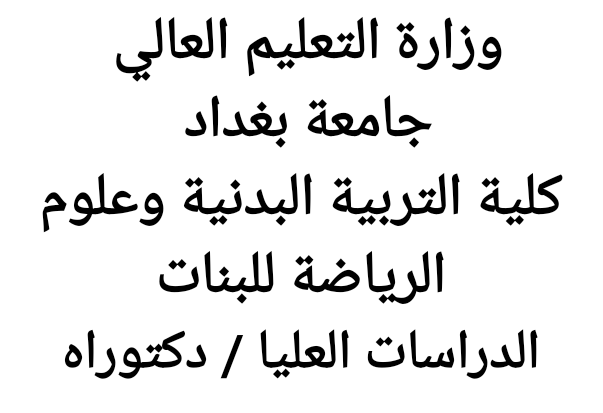 وزارة التعليم العالي
جامعة بغداد
كلية التربية البدنية وعلوم
الرياضة للبنات
الدراسات العليا / دكتوراه